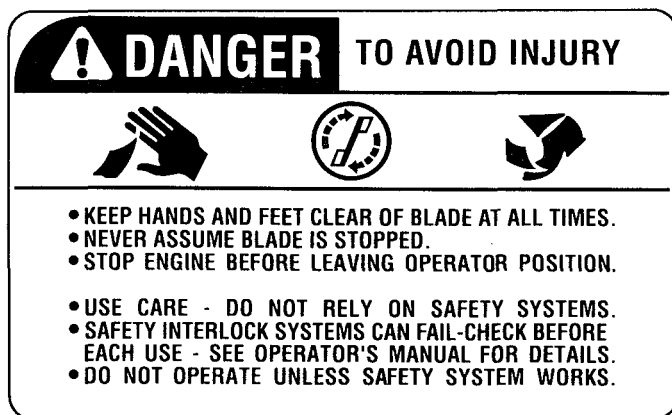 DANGER TO AVOID INJURY
• KEEP HANDS AND FEET CLEAR OF BLADE AT ALL TIMES.
• NEVER ASSUME BLADE IS STOPPED.
• STOP ENGINE BEFORE LEAVING OPERATOR POSITION.
• USE CARE - DO NOT RELY ON SAFETY SYSTEMS.
• SAFETY INTERLOCK SYSTEMS CAN FAIL-CHECK BEFORE
EACH USE - SEE OPERATOR'S MANUAL FOR DETAILS.
• DO NOT OPERATE UNLESS SAFETY SYSTEM WORKS.